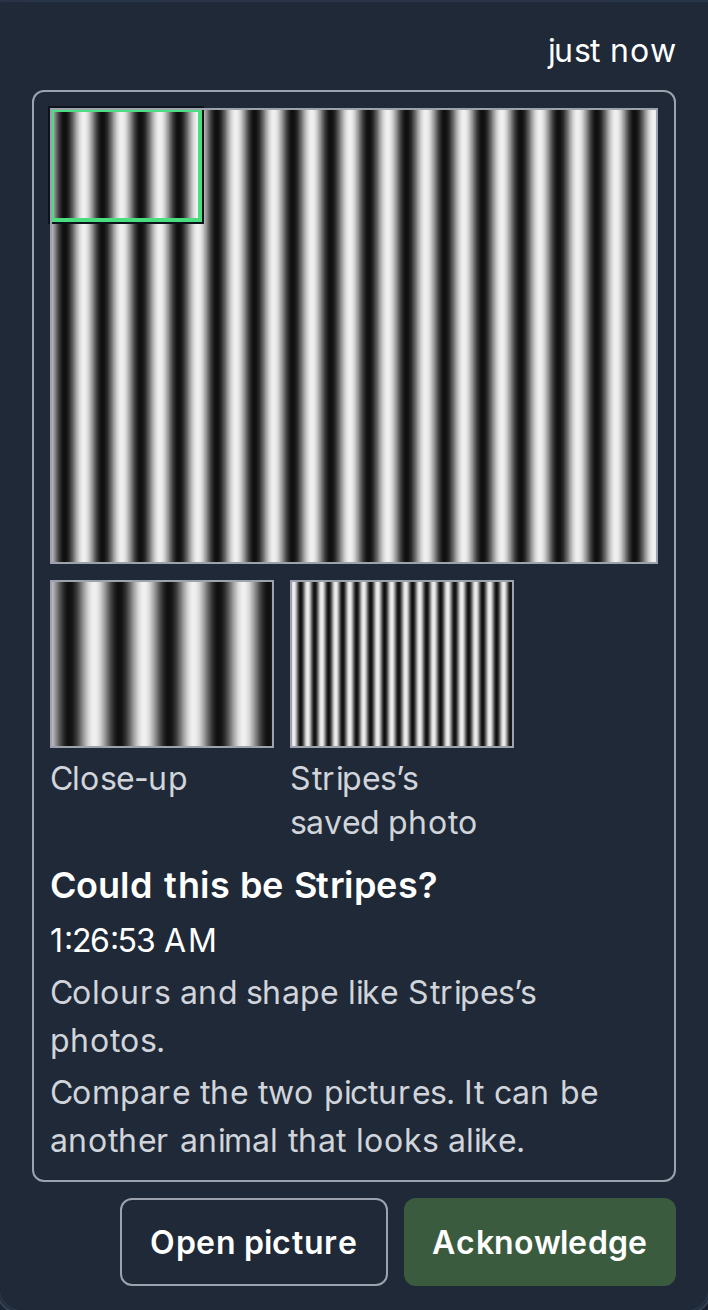 just now
Close-up
Stripes’s
saved photo
Could this be Stripes?
1:26:53 AM
Colours and shape like Stripes’s
photos.
Compare the two pictures. It can be
another animal that looks alike.
Open picture
Acknowledge